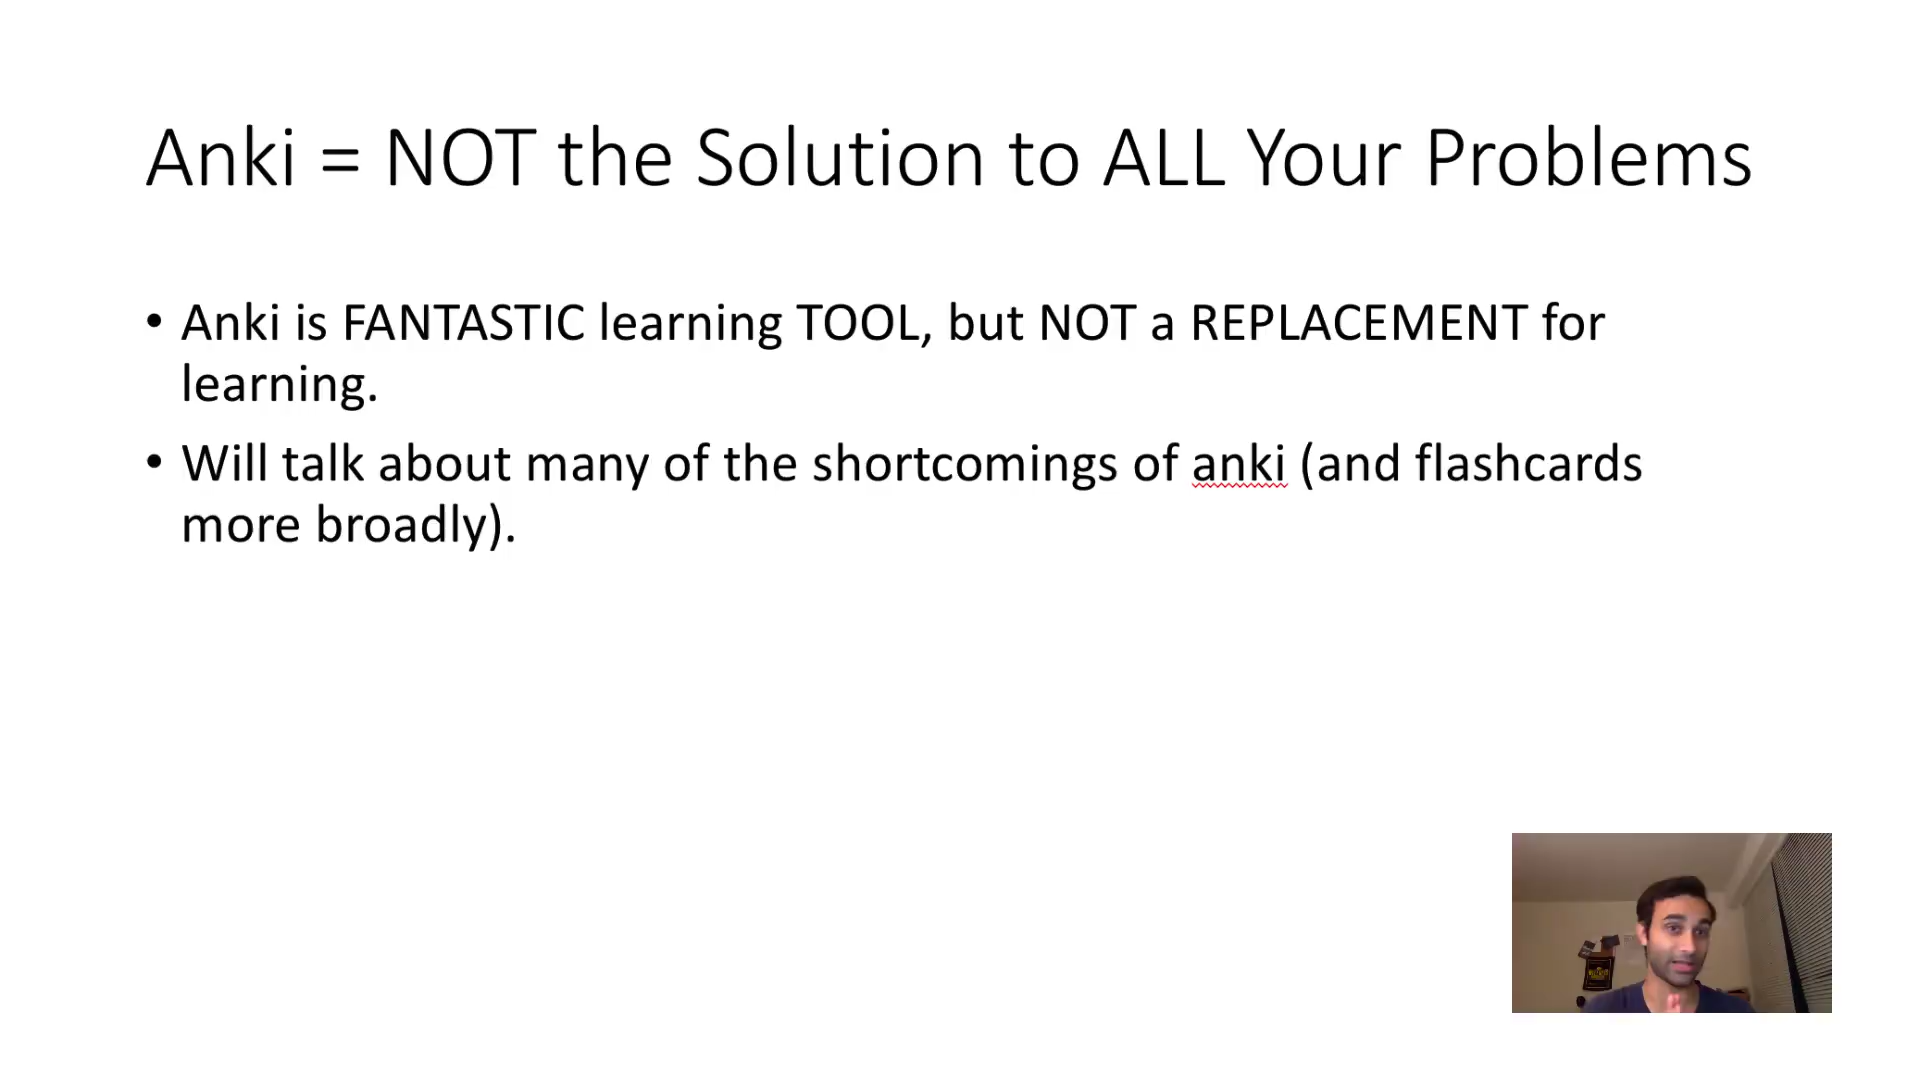 Anki = NOT the Solution to ALL Your Problems
• Anki is FANTASTIC learning TOOL, but NOT a REPLACEMENT for
learning.
• Will talk about many of the shortcomings of anki (and flashcards
more broadly).